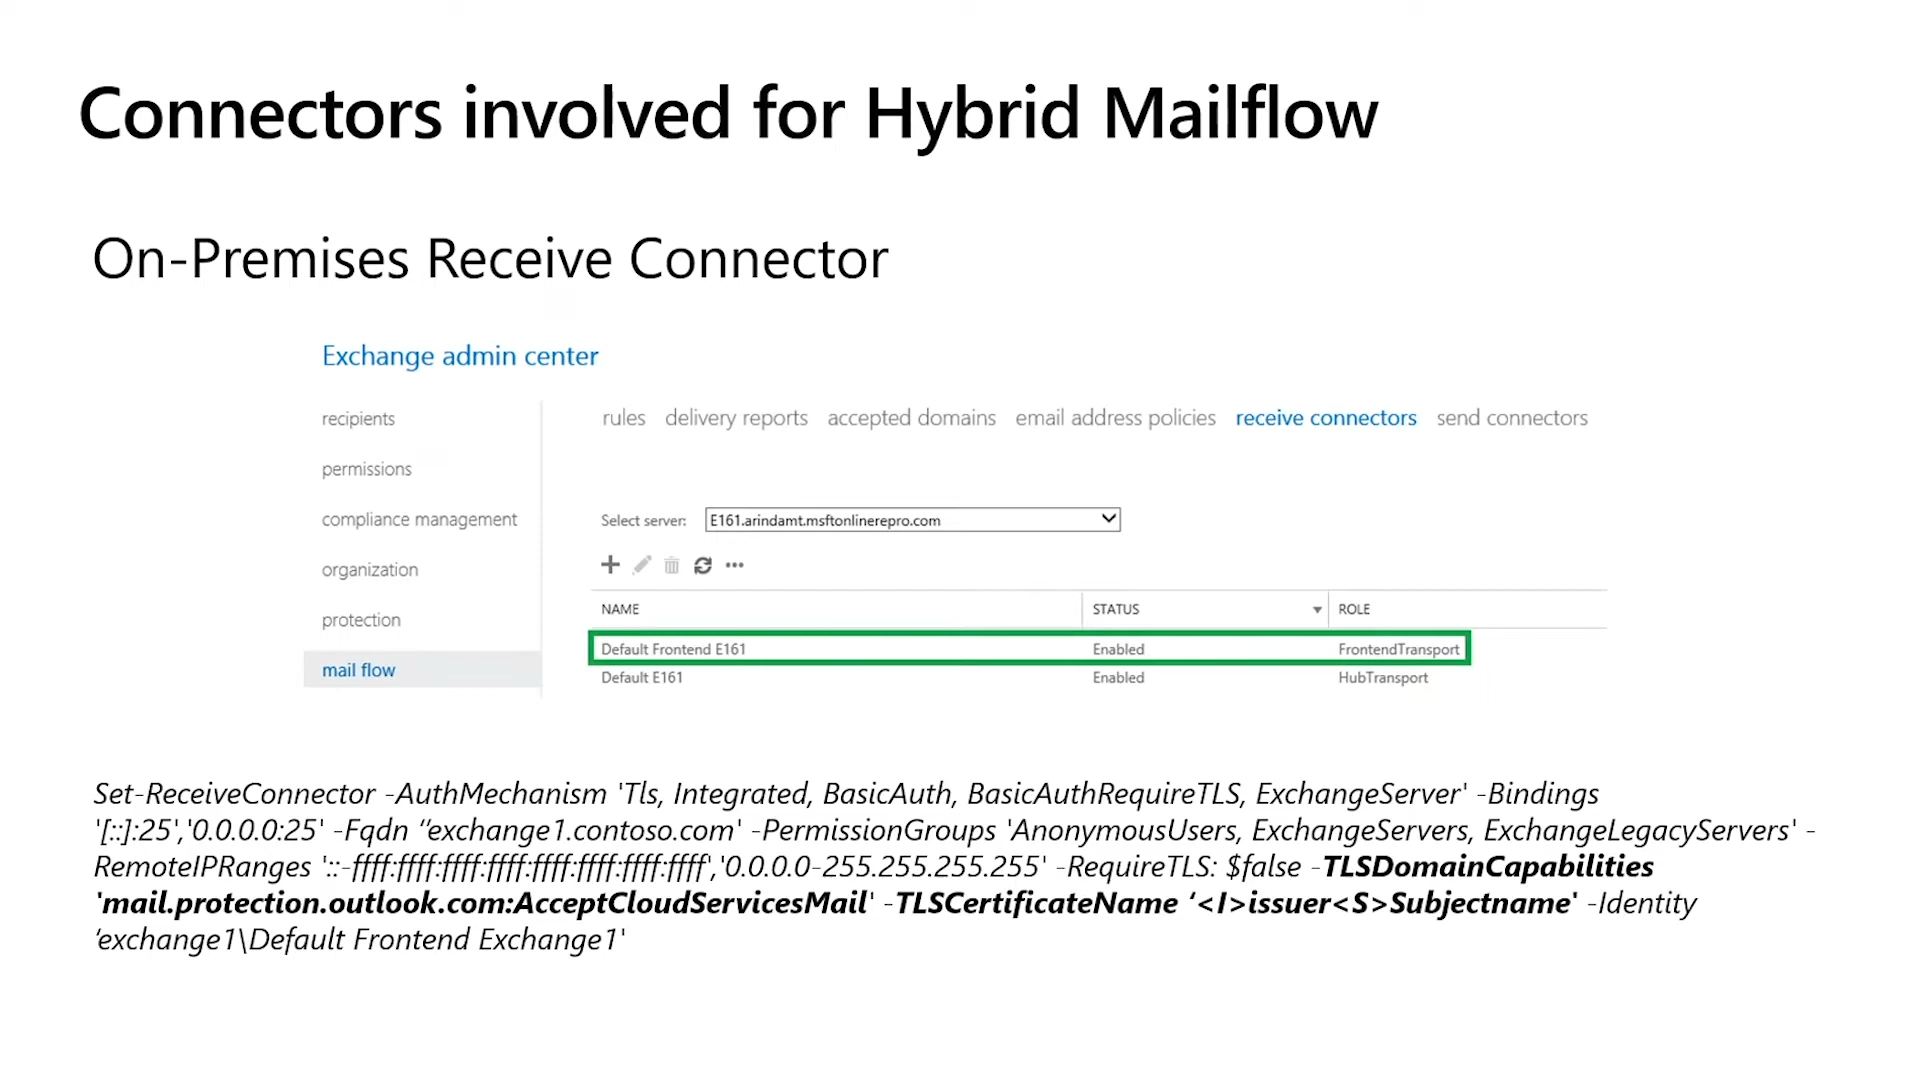 Connectors involved for Hybrid Mailflow
On-Premises Receive Connector
Exchange admin center
recipients
permissions
compliance management
organization
protection
mail flow
rules delivery reports accepted domains email address policies receive connectors send connectors
Select server: E161.arindamt.msftonlinerepro.com
NAME STATUS ROLE
Default Frontend E161 Enabled FrontendTransport
Default E161 Enabled HubTransport
Set-ReceiveConnector -AuthMechanism 'Tls, Integrated, BasicAuth, BasicAuthRequireTLS, ExchangeServer' -Bindings
'[::]:25','0.0.0.0:25' -Fqdn “exchange1.contoso.com' -PermissionGroups 'AnonymousUsers, ExchangeServers, ExchangeLegacyServers' -
RemoteIPRanges '::-ffff:ffff:ffff:ffff:ffff:ffff:ffff:ffff','0.0.0.0-255.255.255.255' -RequireTLS: $false -TLSDomainCapabilities
'mail.protection.outlook.com:AcceptCloudServicesMail' -TLSCertificateName ‘<I>issuer<S>Subjectname' -Identity
‘exchange1\Default Frontend Exchange1'